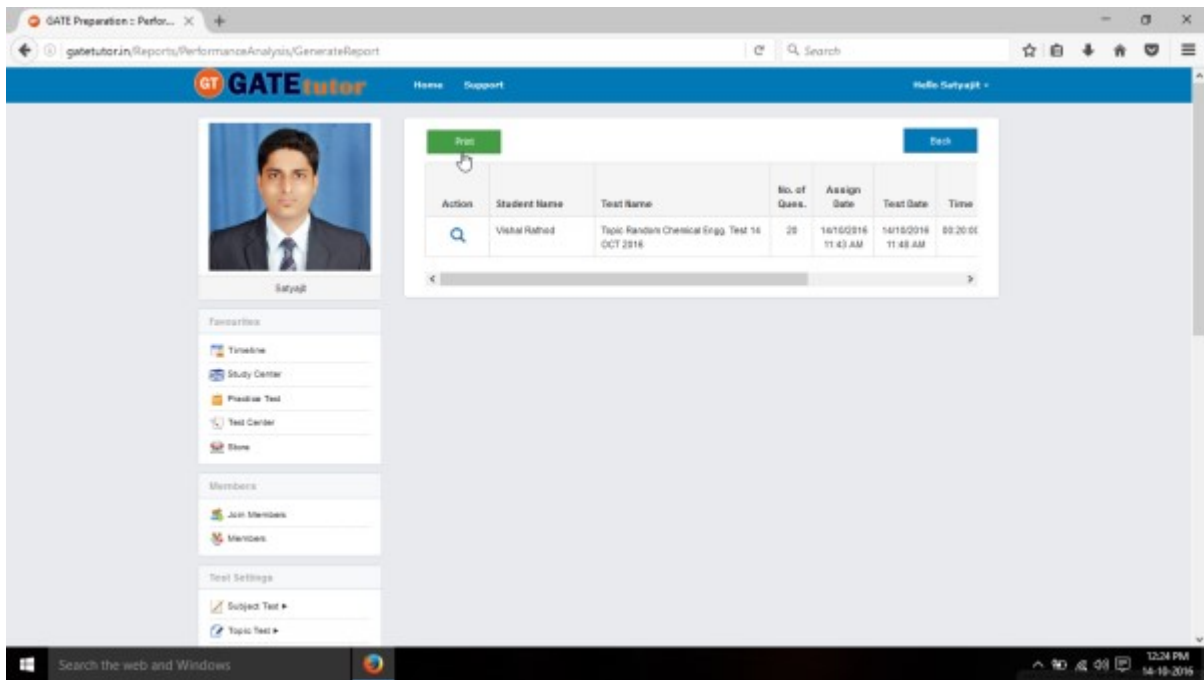 GATE Preparation :: Perfor...
gatetutor.in/Reports/PerformanceAnalysis/GenerateReport
Search
GT GATEtutor
Home Support
Hello Satyajit
Print
Back
Action Student Name Test Name No. of Ques. Assign Date Test Date Time
Vishal Rathod Topic Random Chemical Engg. Test 14 OCT 2016 20 14/10/2016 11:43 AM 14/10/2016 11:48 AM 00:20:00
Satyajit
Favourites
Timeline
Study Center
Practice Test
Test Center
Store
Members
Join Members
Members
Test Settings
Subject Test
Topic Test
Search the web and Windows
12:24 PM
14-10-2016